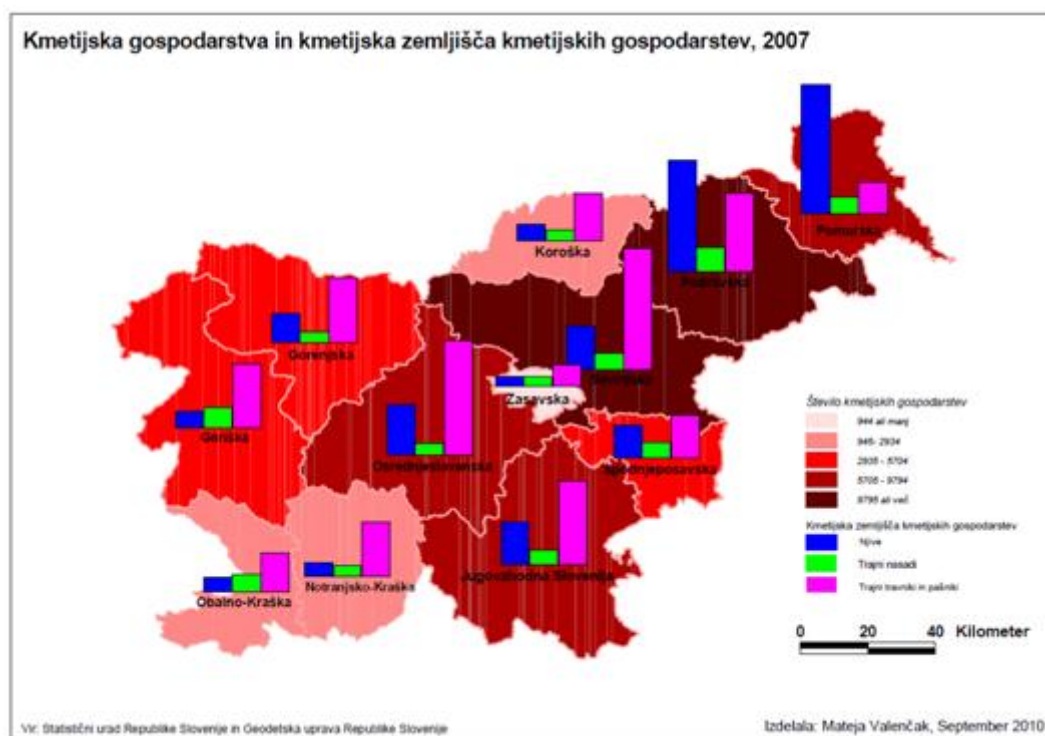 Kmetijska gospodarstva in kmetijska zemljišča kmetijskih gospodarstev, 2007
Pomurska
Koroška
Podravska
Gorenjska
Savinjska
Zasavska
Goriška
Osrednjeslovenska
Spodnjeposavska
Jugovzhodna Slovenija
Notranjsko-Kraška
Obalno-Kraška
Število kmetijskih gospodarstev
944 ali manj
945- 2934
2935 - 5704
5705 - 9794
9795 ali več
Kmetijska zemljišča kmetijskih gospodarstev
Njive
Trajni nasadi
Trajni travniki in pašniki
0 20 40 Kilometer
Vir: Statistični urad Republike Slovenije in Geodetska uprava Republike Slovenije
Izdelala: Mateja Valenčak, September 2010